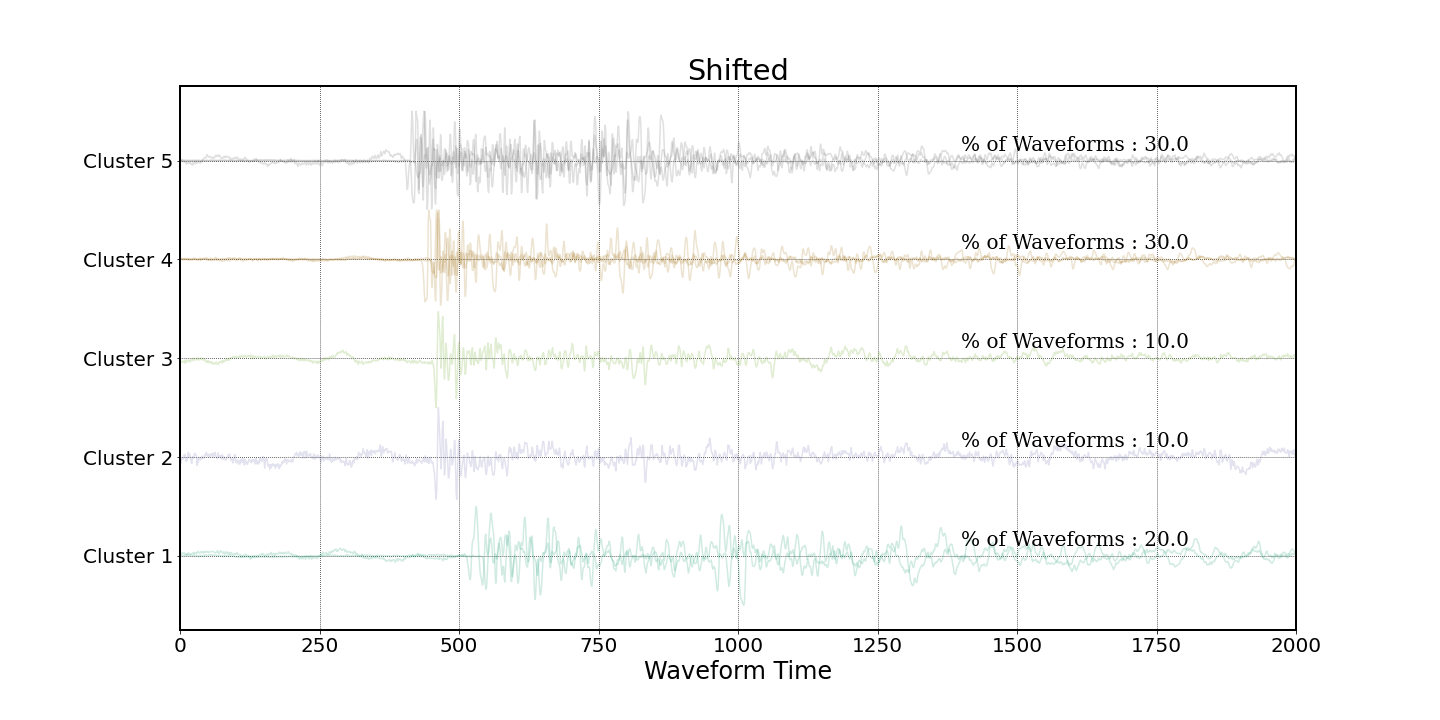 Shifted
Cluster 5
% of Waveforms : 30.0
Cluster 4
% of Waveforms : 30.0
Cluster 3
% of Waveforms : 10.0
Cluster 2
% of Waveforms : 10.0
Cluster 1
% of Waveforms : 20.0
0 250 500 750 1000 1250 1500 1750 2000
Waveform Time